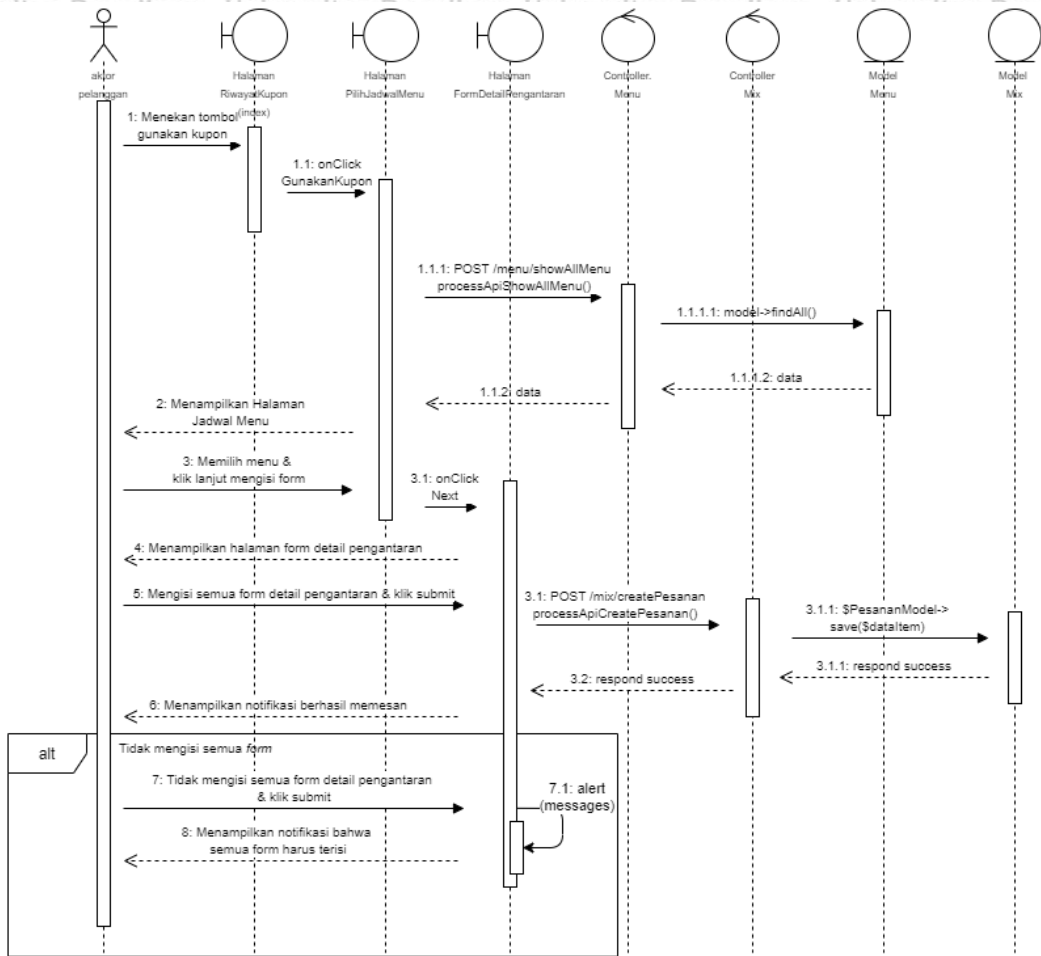 aktor
pelanggan
Halaman
RiwayatKupon
(index)
Halaman
PilihJadwalMenu
Halaman
FormDetailPengantaran
Controller.
Menu
Controller
Mix
Model
Menu
Model
Mix
1: Menekan tombol
gunakan kupon
1.1: onClick
GunakanKupon
1.1.1: POST /menu/showAllMenu
processApiShowAllMenu()
1.1.1.1: model->findAll()
1.1.1.2: data
1.1.2: data
2: Menampilkan Halaman
Jadwal Menu
3: Memilih menu &
klik lanjut mengisi form
3.1: onClick
Next
4: Menampilkan halaman form detail pengantaran
5: Mengisi semua form detail pengantaran & klik submit
3.1: POST /mix/createPesanan
processApiCreatePesanan()
3.1.1: $PesananModel->
save($dataItem)
3.1.1: respond success
3.2: respond success
6: Menampilkan notifikasi berhasil memesan
alt
Tidak mengisi semua form
7: Tidak mengisi semua form detail pengantaran
& klik submit
7.1: alert
(messages)
8: Menampilkan notifikasi bahwa
semua form harus terisi